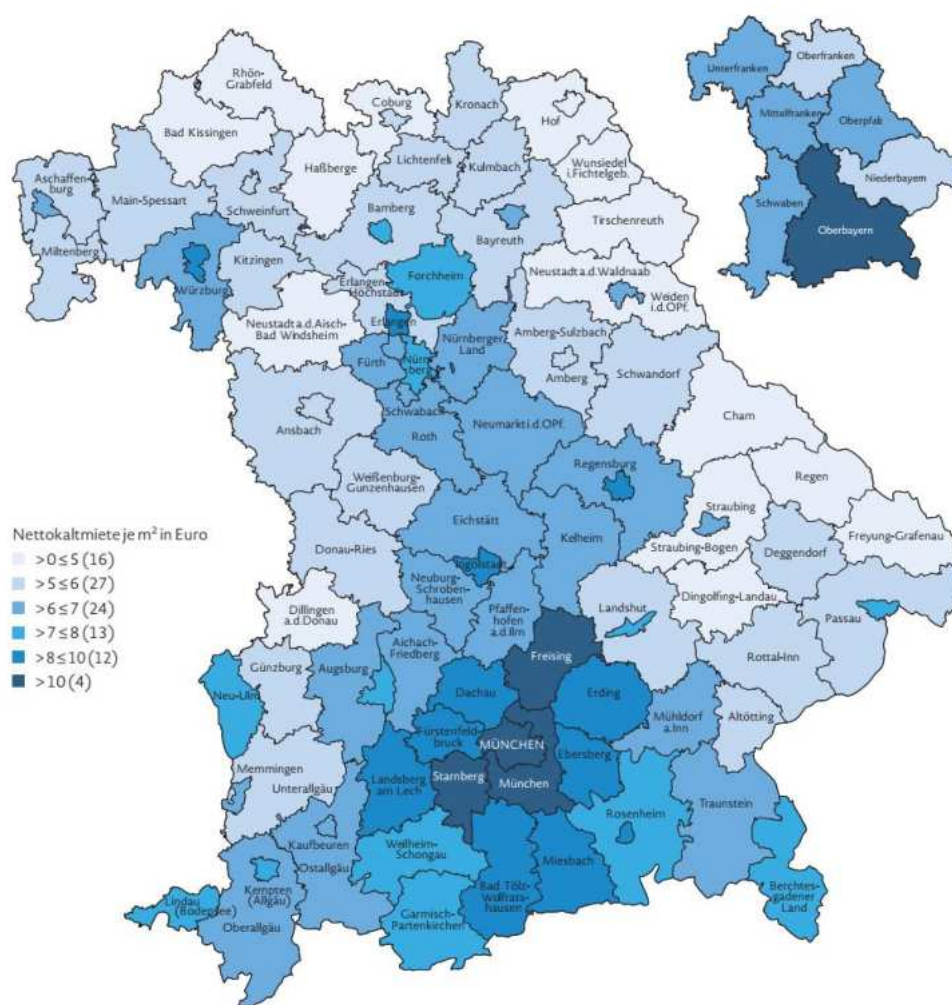 Rhön-
Grabfeld
Bad Kissingen
Coburg
Kronach
Hof
Haßberge
Lichtenfels
Kulmbach
Wunsiedel
i.Fichtelgeb.
Aschaffen-
burg
Main-Spessart
Schweinfurt
Bamberg
Bayreuth
Tirschenreuth
Miltenberg
Würzburg
Kitzingen
Erlangen-
Höchstadt
Forchheim
Neustadt a.d.Waldnaab
Weiden
i.d.OPf.
Neustadt a.d.Aisch-
Bad Windsheim
Erlangen
Fürth
Nürn-
berg
Nürnberger
Land
Amberg-Sulzbach
Amberg
Schwandorf
Ansbach
Schwabach
Roth
Neumarkt i.d.OPf.
Cham
Weißenburg-
Gunzenhausen
Regensburg
Regen
Straubing
Straubing-Bogen
Freyung-Grafenau
Eichstätt
Kelheim
Deggendorf
Donau-Ries
Ingolstadt
Neuburg-
Schroben-
hausen
Pfaffen-
hofen
a.d.Ilm
Landshut
Dingolfing-Landau
Passau
Rottal-Inn
Dillingen
a.d.Donau
Aichach-
Friedberg
Günzburg
Augsburg
Freising
Neu-Ulm
Dachau
Erding
Mühldorf
a.Inn
Altötting
Fürstenfeld-
bruck
MÜNCHEN
Ebersberg
Memmingen
Unterallgäu
Landsberg
am Lech
Starnberg
München
Rosenheim
Traunstein
Kaufbeuren
Ostallgäu
Weilheim-
Schongau
Miesbach
Bad Tölz-
Wolfrats-
hausen
Berchtes-
gadener
Land
Lindau
(Bodensee)
Kempten
(Allgäu)
Oberallgäu
Garmisch-
Partenkirchen
Unterfranken
Oberfranken
Mittelfranken
Oberpfalz
Niederbayern
Schwaben
Oberbayern
Nettokaltmiete je m² in Euro
>0≤5 (16)
>5≤6 (27)
>6≤7 (24)
>7≤8 (13)
>8≤10 (12)
>10 (4)